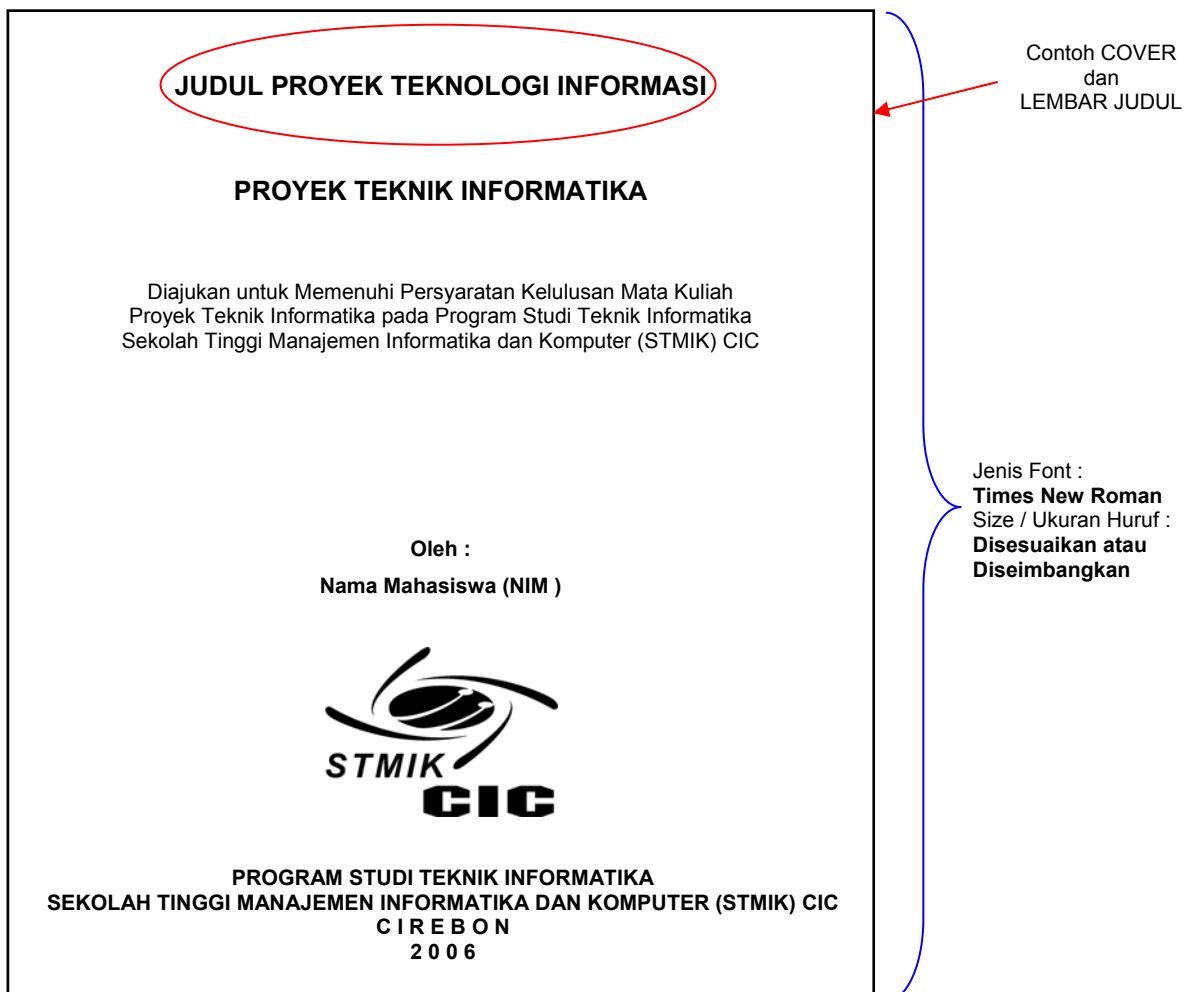 JUDUL PROYEK TEKNOLOGI INFORMASI
PROYEK TEKNIK INFORMATIKA
Diajukan untuk Memenuhi Persyaratan Kelulusan Mata Kuliah
Proyek Teknik Informatika pada Program Studi Teknik Informatika
Sekolah Tinggi Manajemen Informatika dan Komputer (STMIK) CIC
Oleh :
Nama Mahasiswa (NIM )
STMIK
CIC
PROGRAM STUDI TEKNIK INFORMATIKA
SEKOLAH TINGGI MANAJEMEN INFORMATIKA DAN KOMPUTER (STMIK) CIC
C I R E B O N
2 0 0 6
Contoh COVER
dan
LEMBAR JUDUL
Jenis Font :
Times New Roman
Size / Ukuran Huruf :
Disesuaikan atau
Diseimbangkan